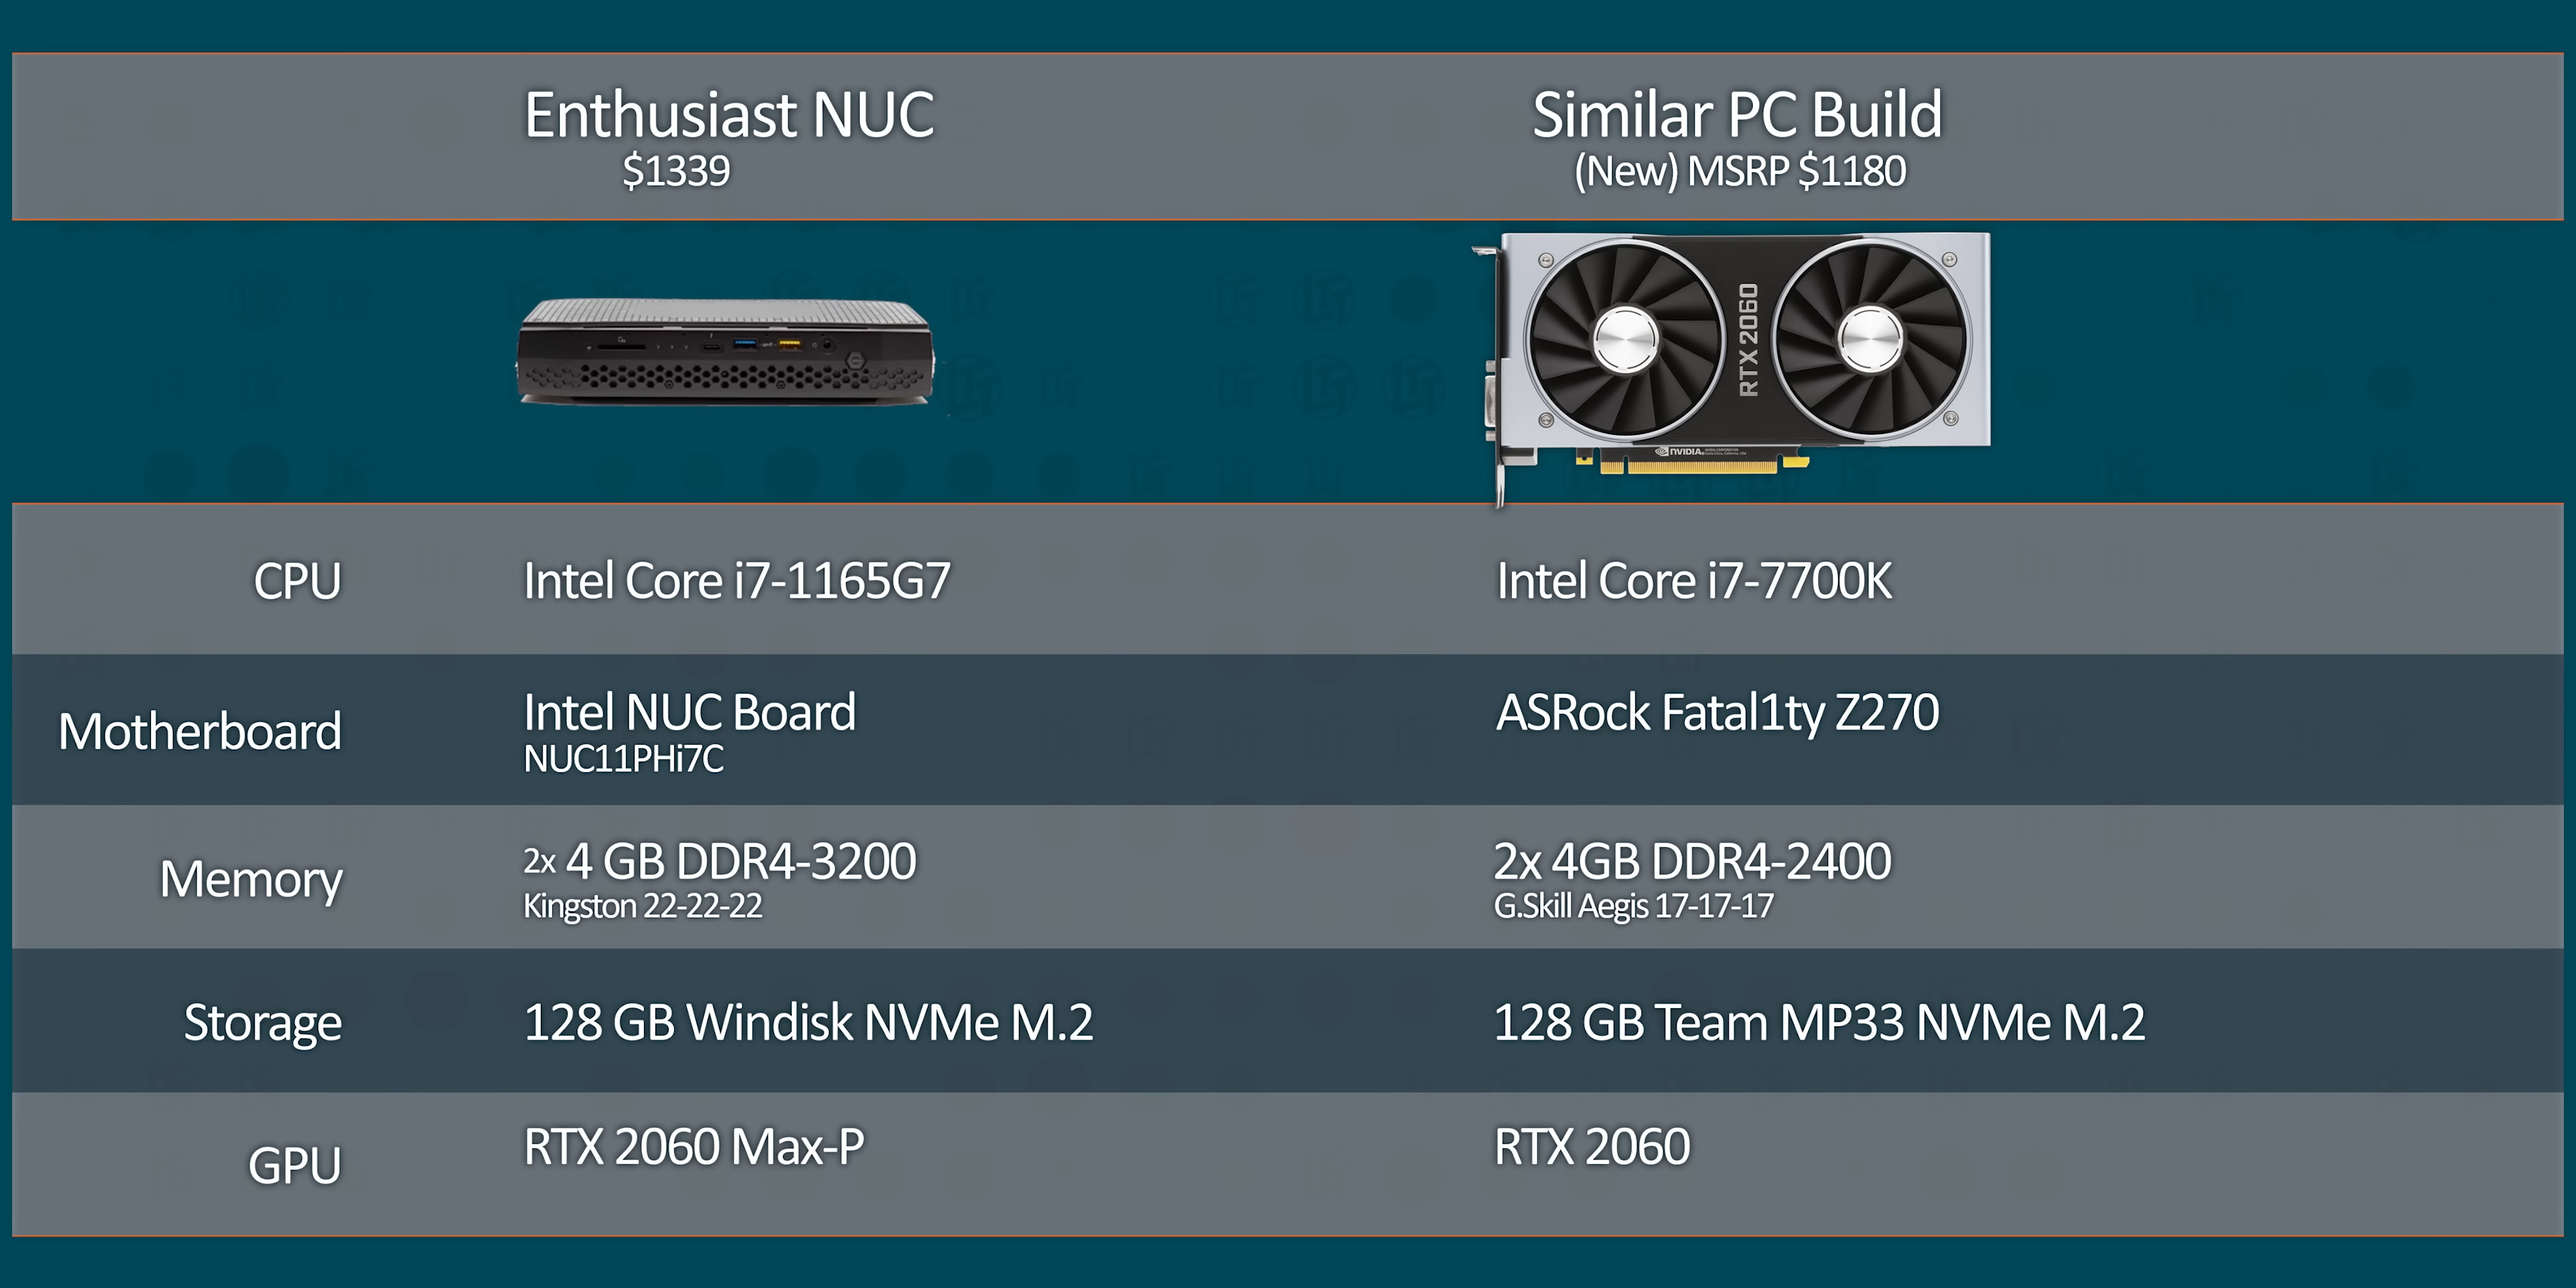 Enthusiast NUC
$1339
Similar PC Build
(New) MSRP $1180
RTX 2060
NVIDIA
CPU
Intel Core i7-1165G7
Intel Core i7-7700K
Motherboard
Intel NUC Board
NUC11PHi7C
ASRock Fatal1ty Z270
Memory
2x 4 GB DDR4-3200
Kingston 22-22-22
2x 4GB DDR4-2400
G.Skill Aegis 17-17-17
Storage
128 GB Windisk NVMe M.2
128 GB Team MP33 NVMe M.2
GPU
RTX 2060 Max-P
RTX 2060